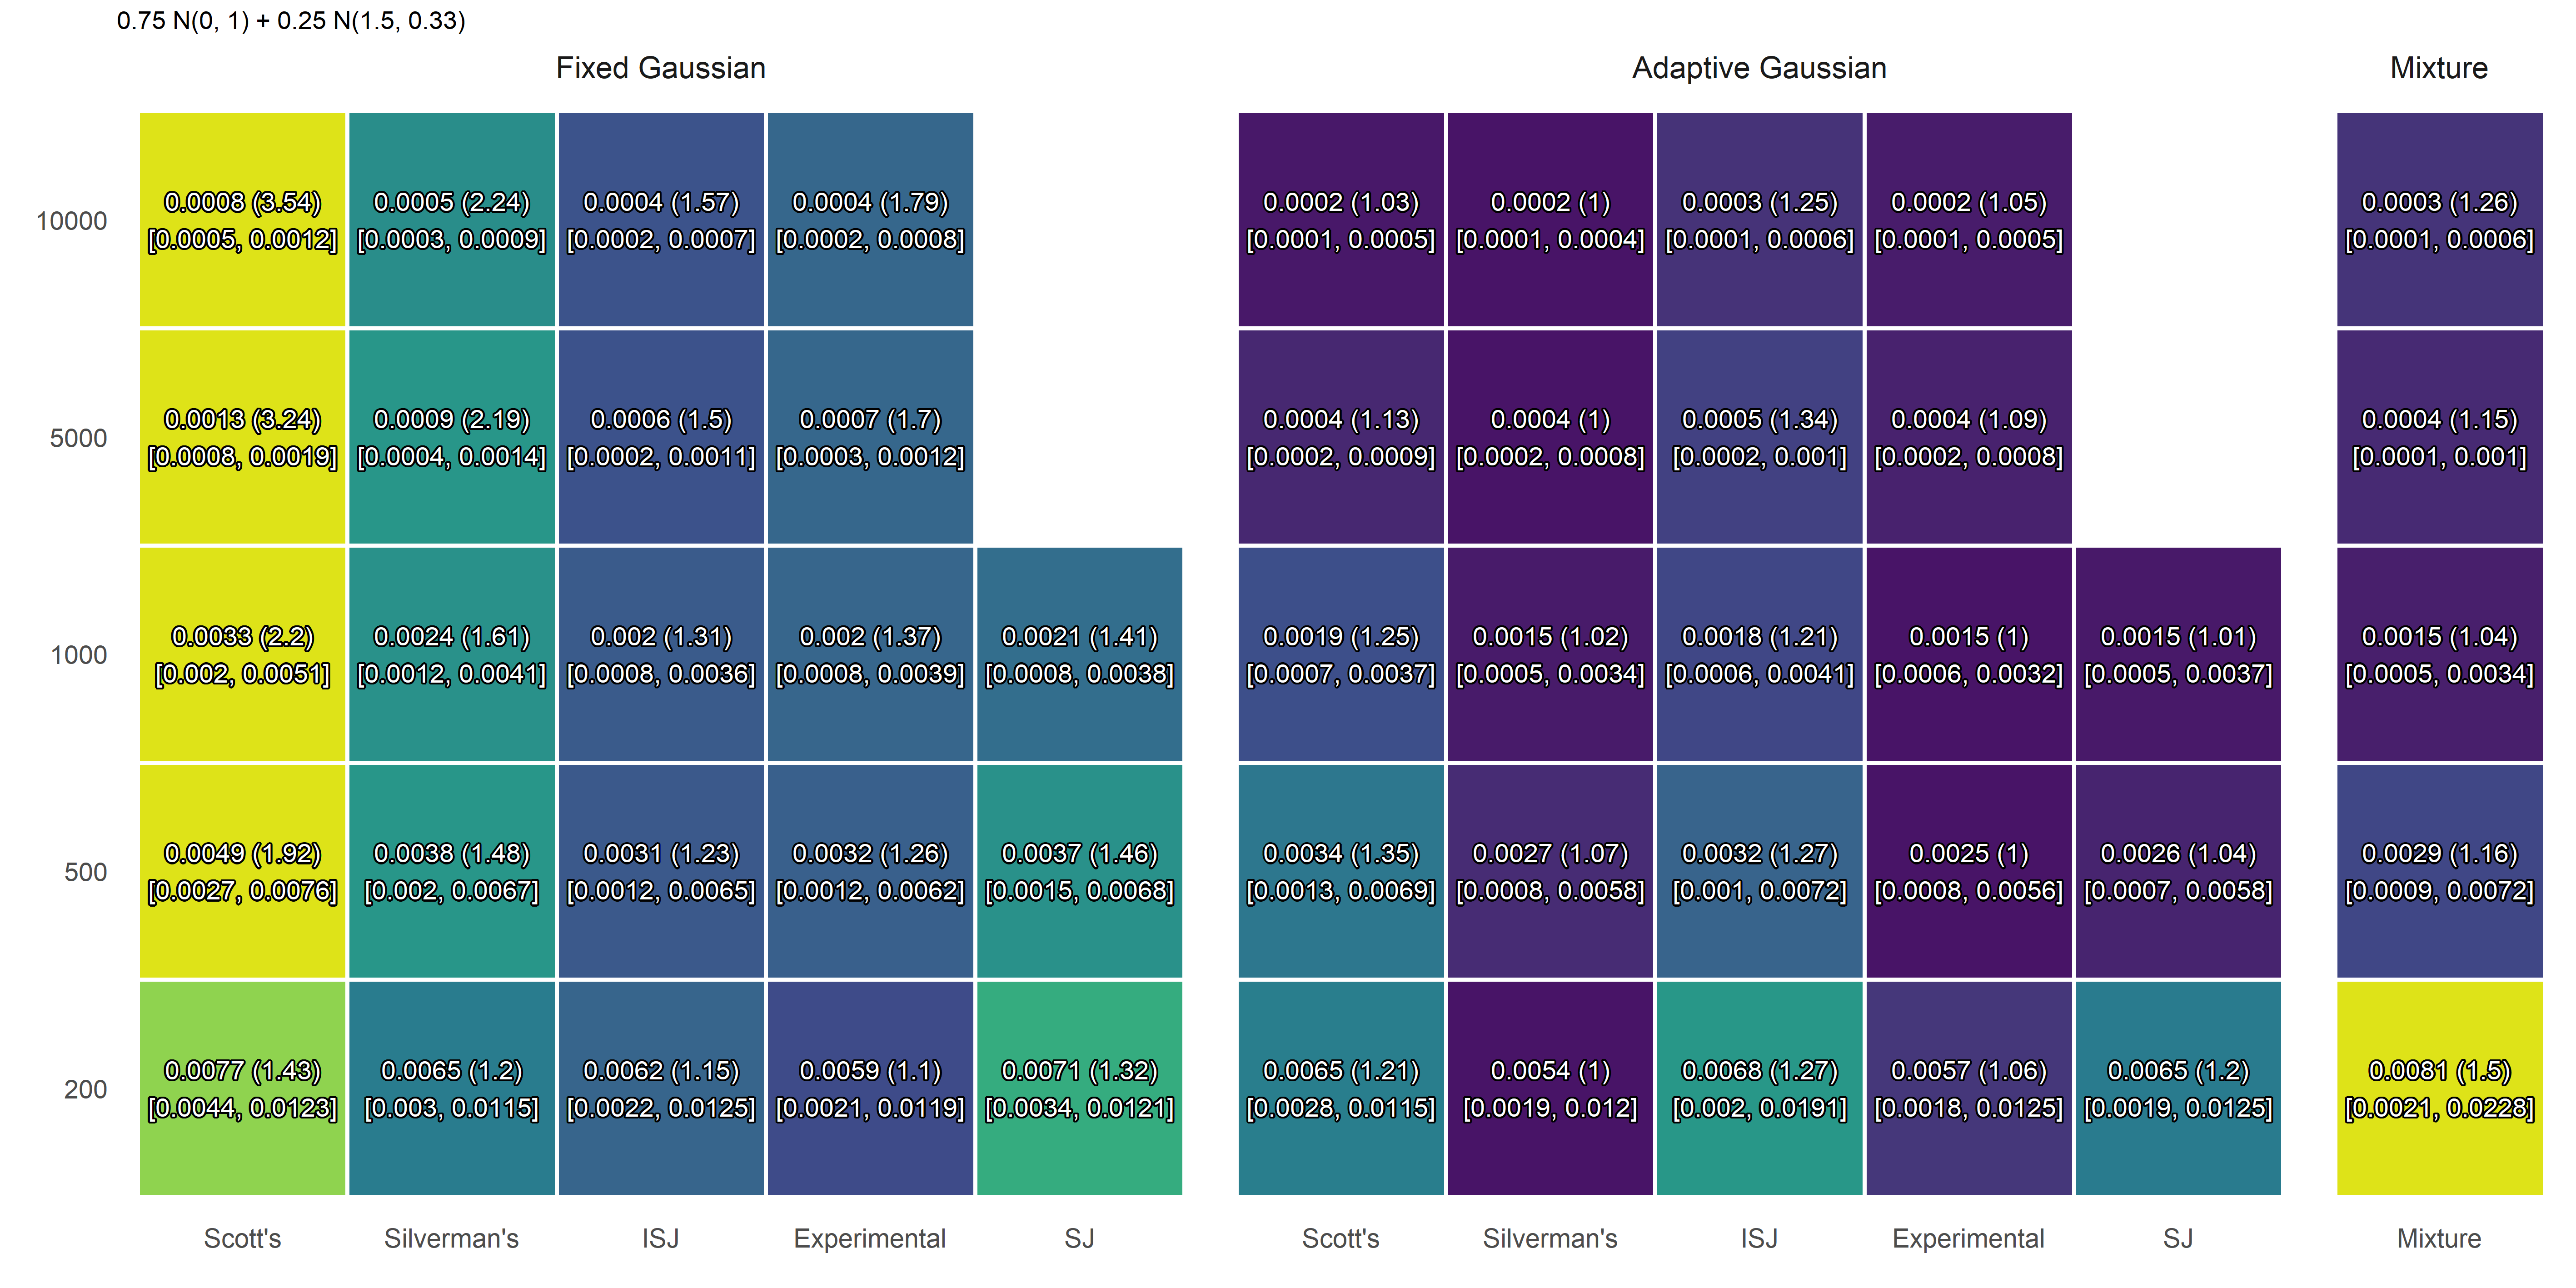 0.75 N(0, 1) + 0.25 N(1.5, 0.33)
Fixed Gaussian Adaptive Gaussian Mixture
10000 0.0008 (3.54) 0.0005 (2.24) 0.0004 (1.57) 0.0004 (1.79) 0.0002 (1.03) 0.0002 (1) 0.0003 (1.25) 0.0002 (1.05) 0.0003 (1.26)
[0.0005, 0.0012] [0.0003, 0.0009] [0.0002, 0.0007] [0.0002, 0.0008] [0.0001, 0.0005] [0.0001, 0.0004] [0.0001, 0.0006] [0.0001, 0.0005] [0.0001, 0.0006]
5000 0.0013 (3.24) 0.0009 (2.19) 0.0006 (1.5) 0.0007 (1.7) 0.0004 (1.13) 0.0004 (1) 0.0005 (1.34) 0.0004 (1.09) 0.0004 (1.15)
[0.0008, 0.0019] [0.0004, 0.0014] [0.0002, 0.0011] [0.0003, 0.0012] [0.0002, 0.0009] [0.0002, 0.0008] [0.0002, 0.001] [0.0002, 0.0008] [0.0001, 0.001]
1000 0.0033 (2.2) 0.0024 (1.61) 0.002 (1.31) 0.002 (1.37) 0.0021 (1.41) 0.0019 (1.25) 0.0015 (1.02) 0.0018 (1.21) 0.0015 (1) 0.0015 (1.01) 0.0015 (1.04)
[0.002, 0.0051] [0.0012, 0.0041] [0.0008, 0.0036] [0.0008, 0.0039] [0.0008, 0.0038] [0.0007, 0.0037] [0.0005, 0.0034] [0.0006, 0.0041] [0.0006, 0.0032] [0.0005, 0.0037] [0.0005, 0.0034]
500 0.0049 (1.92) 0.0038 (1.48) 0.0031 (1.23) 0.0032 (1.26) 0.0037 (1.46) 0.0034 (1.35) 0.0027 (1.07) 0.0032 (1.27) 0.0025 (1) 0.0026 (1.04) 0.0029 (1.16)
[0.0027, 0.0076] [0.002, 0.0067] [0.0012, 0.0065] [0.0012, 0.0062] [0.0015, 0.0068] [0.0013, 0.0069] [0.0008, 0.0058] [0.001, 0.0072] [0.0008, 0.0056] [0.0007, 0.0058] [0.0009, 0.0072]
200 0.0077 (1.43) 0.0065 (1.2) 0.0062 (1.15) 0.0059 (1.1) 0.0071 (1.32) 0.0065 (1.21) 0.0054 (1) 0.0068 (1.27) 0.0057 (1.06) 0.0065 (1.2) 0.0081 (1.5)
[0.0044, 0.0123] [0.003, 0.0115] [0.0022, 0.0125] [0.0021, 0.0119] [0.0034, 0.0121] [0.0028, 0.0115] [0.0019, 0.012] [0.002, 0.0191] [0.0018, 0.0125] [0.0019, 0.0125] [0.0021, 0.0228]
Scott's Silverman's ISJ Experimental SJ Scott's Silverman's ISJ Experimental SJ Mixture